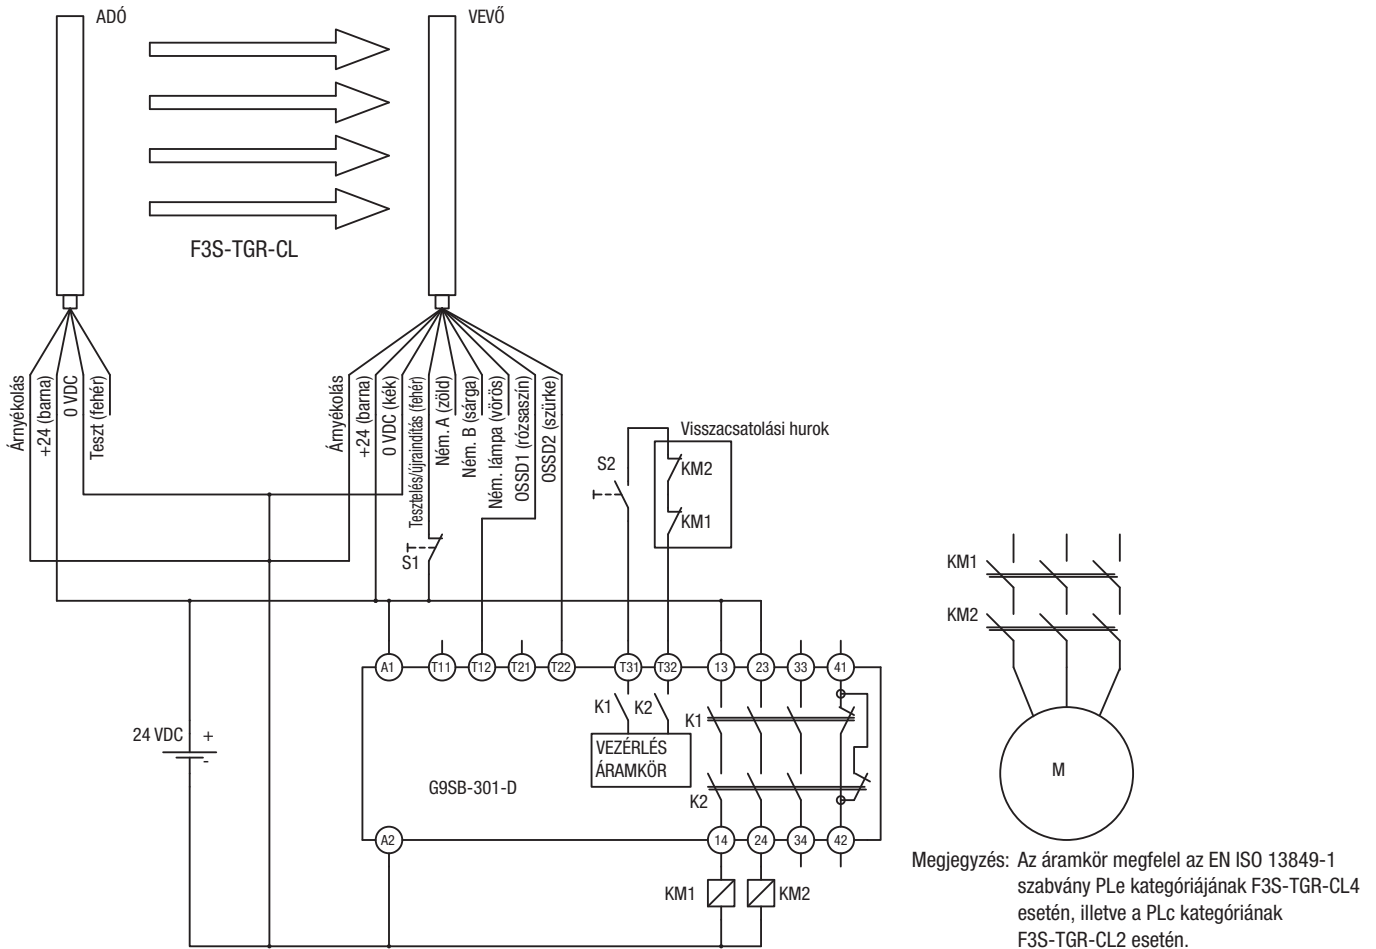 ADÓ
VEVŐ
F3S-TGR-CL
Árnyékolás
+24 (barna)
0 VDC
Teszt (fehér)
Árnyékolás
+24 (barna)
0 VDC (kék)
Tesztelés/újraindítás (fehér)
Ném. A (zöld)
Ném. B (sárga)
Ném. lámpa (vörös)
OSSD1 (rózsaszín)
OSSD2 (szürke)
S1
S2
Visszacsatolási hurok
KM2
KM1
A1
T11
T12
T21
T22
T31
T32
13
23
33
41
K1
K2
VEZÉRLÉS
ÁRAMKÖR
K1
K2
G9SB-301-D
24 VDC
+
-
A2
14
24
34
42
KM1
KM2
KM1
KM2
M
Megjegyzés: Az áramkör megfelel az EN ISO 13849-1
szabvány PLe kategóriájának F3S-TGR-CL4
esetén, illetve a PLc kategóriának
F3S-TGR-CL2 esetén.